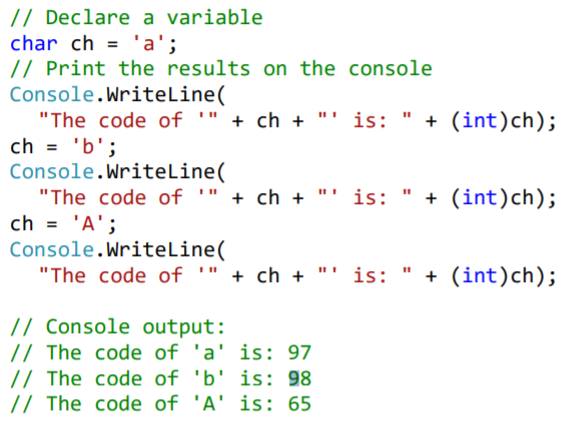 // Declare a variable
char ch = 'a';
// Print the results on the console
Console.WriteLine(
"The code of '" + ch + "' is: " + (int)ch);
ch = 'b';
Console.WriteLine(
"The code of '" + ch + "' is: " + (int)ch);
ch = 'A';
Console.WriteLine(
"The code of '" + ch + "' is: " + (int)ch);
// Console output:
// The code of 'a' is: 97
// The code of 'b' is: 98
// The code of 'A' is: 65